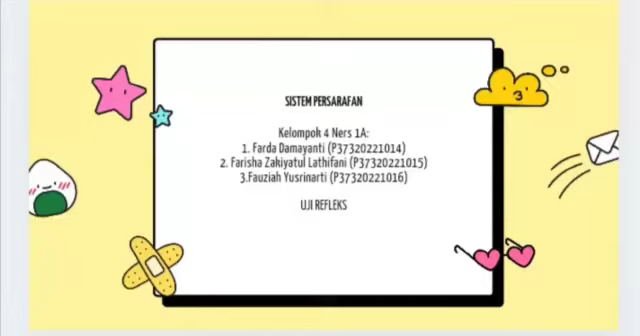 SISTEM PERSARAFAN
Kelompok 4 Ners 1A:
1. Farda Damayanti (P37320221014)
2. Farisha Zakiyatul Lathifani (P37320221015)
3.Fauziah Yusrinarti (P37320221016)
UJI REFLEKS